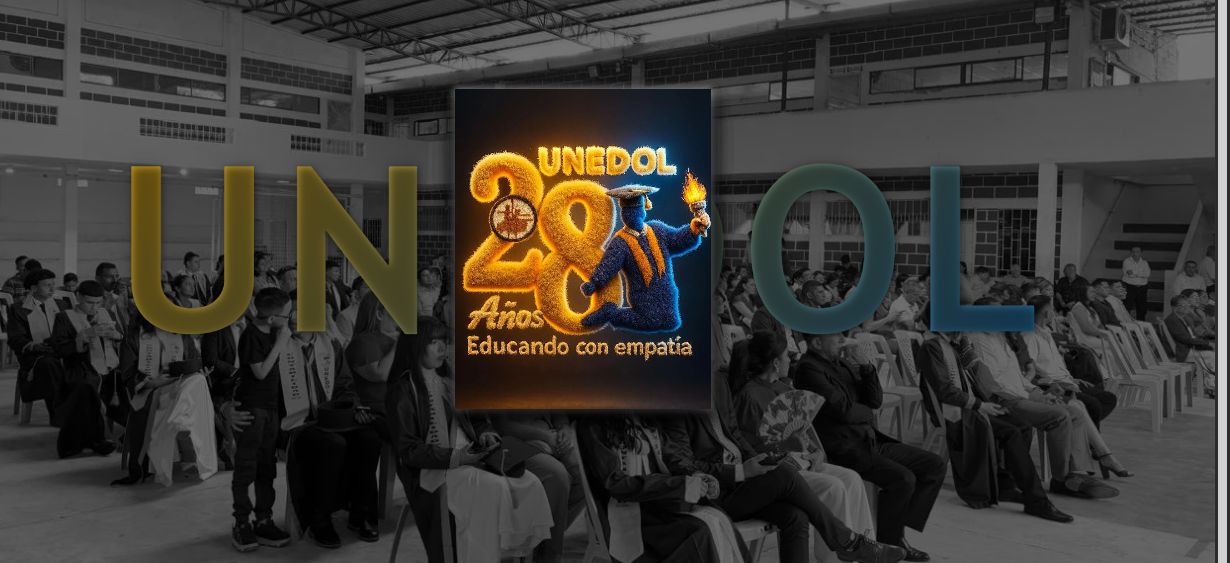 UN OL
UNEDOL
28
Años
Educando con empatía